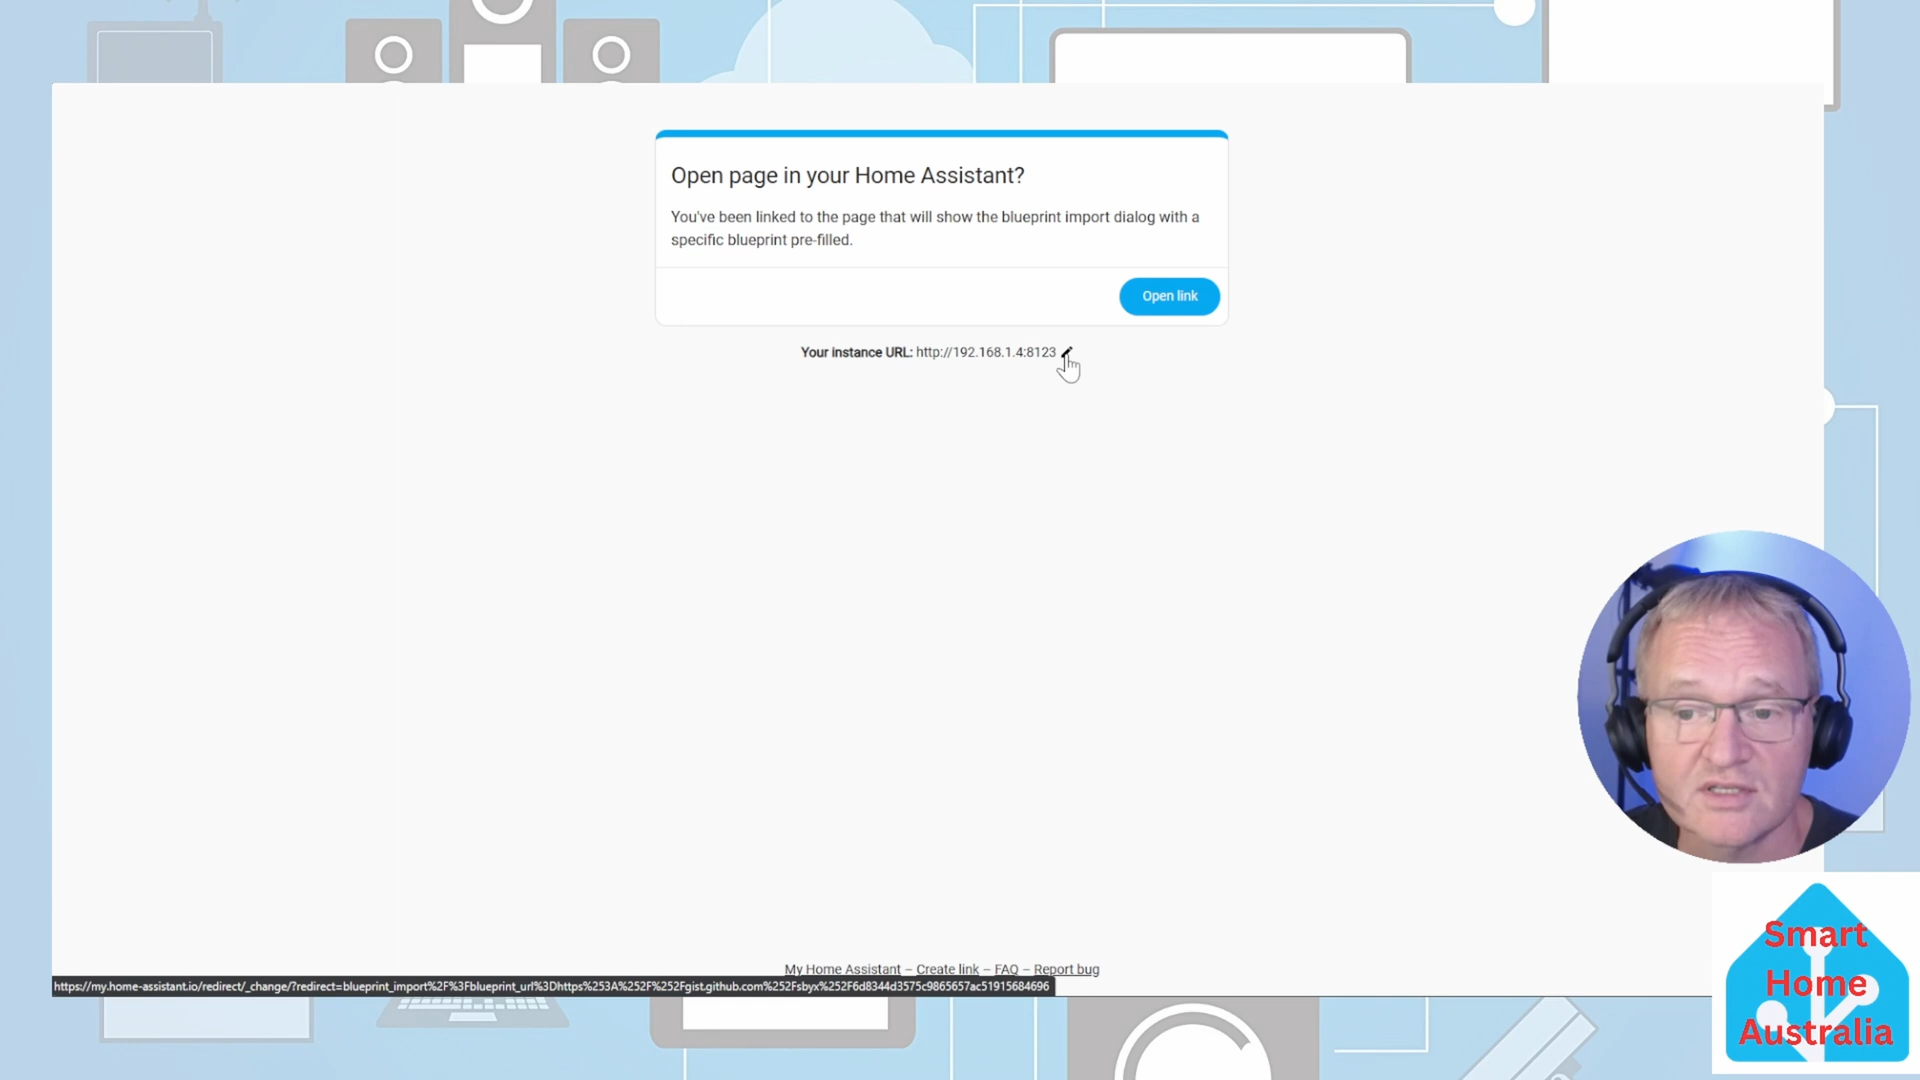 Open page in your Home Assistant?
You've been linked to the page that will show the blueprint import dialog with a
specific blueprint pre-filled.
Open link
Your instance URL: http://192.168.1.4:8123
My Home Assistant – Create link – FAQ – Report bug
https://my.home-assistant.io/redirect/_change/?redirect=blueprint_import%2F%3Fblueprint_url%3Dhttps%253A%252F%252Fgist.github.com%252Fsbyx%252F6d8344d3575c9865657ac51915684696
Smart
Home
Australia